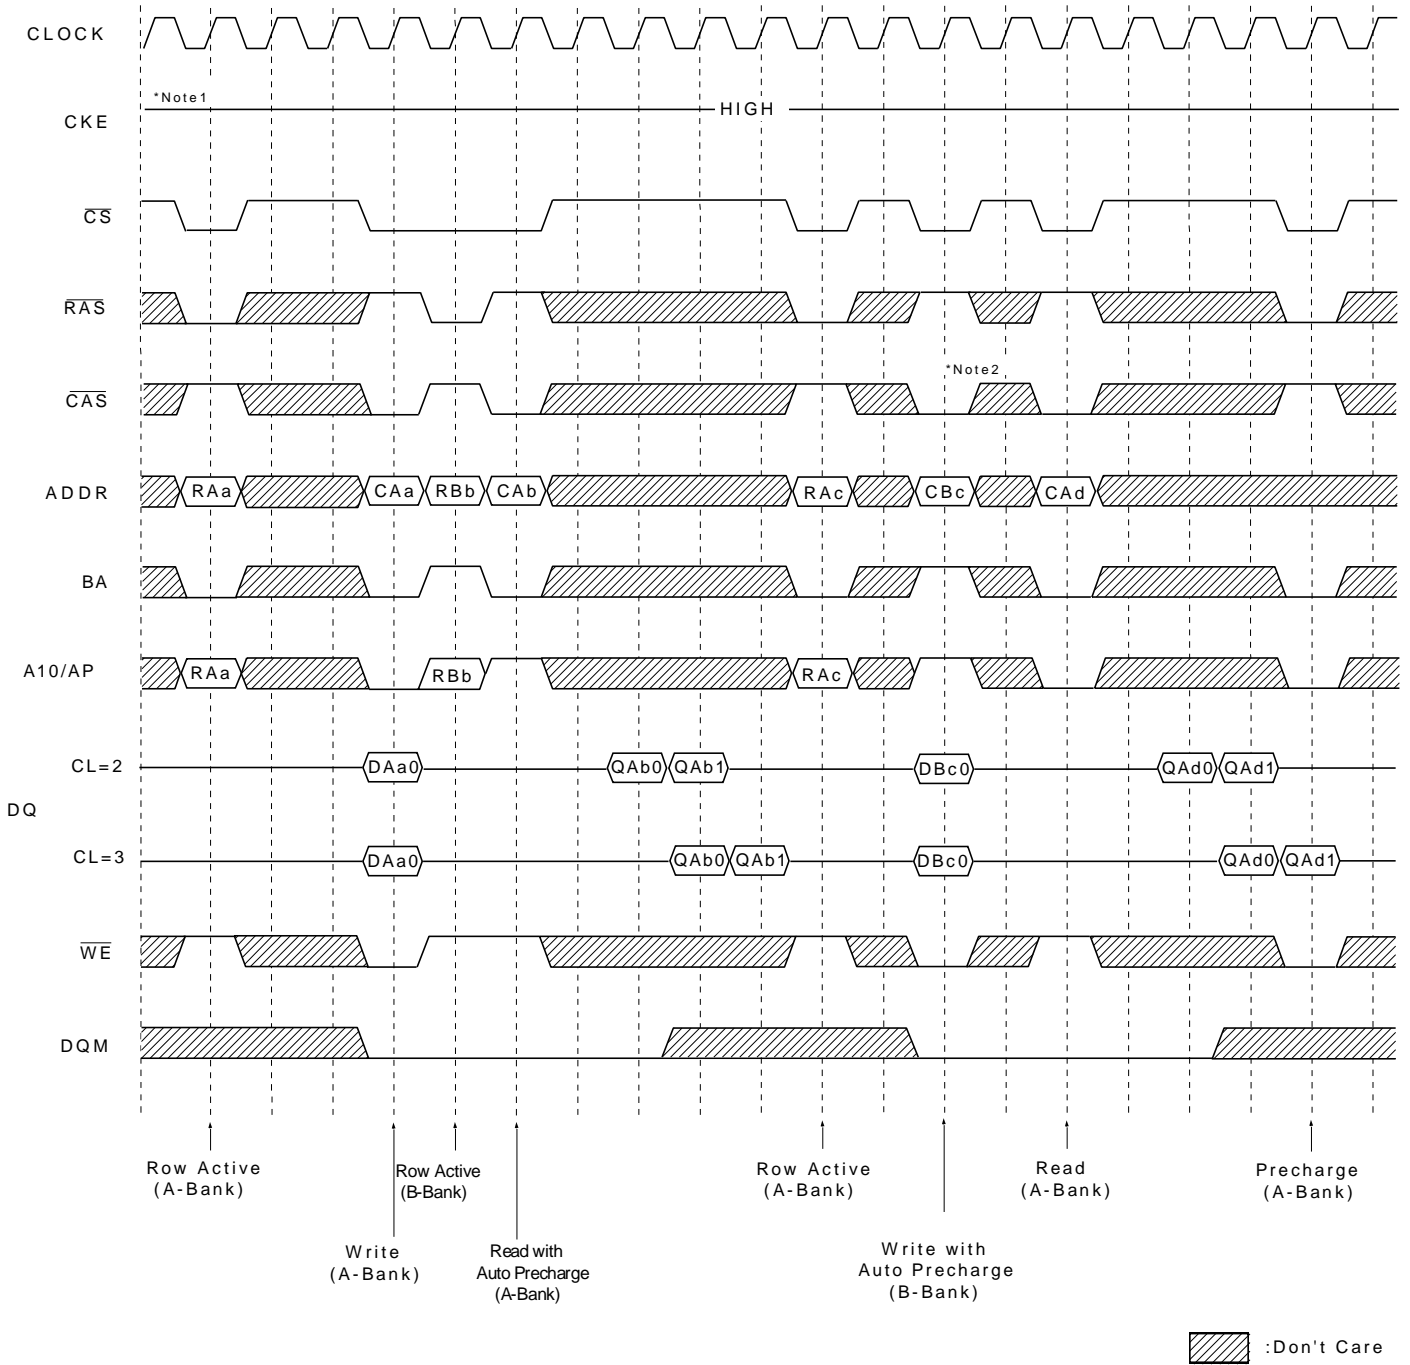 CLOCK
*Note1
HIGH
CKE
CS
RAS
*Note2
CAS
ADDR RAa CAa RBb CAb RAc CBc CAd
BA
A10/AP RAa RBb RAc
CL=2 DAa0 QAb0 QAb1 DBc0 QAd0 QAd1
DQ
CL=3 DAa0 QAb0 QAb1 DBc0 QAd0 QAd1
WE
DQM
Row Active
(A-Bank)
Row Active
(B-Bank)
Row Active
(A-Bank)
Read
(A-Bank)
Precharge
(A-Bank)
Write
(A-Bank)
Read with
Auto Precharge
(A-Bank)
Write with
Auto Precharge
(B-Bank)
:Don't Care